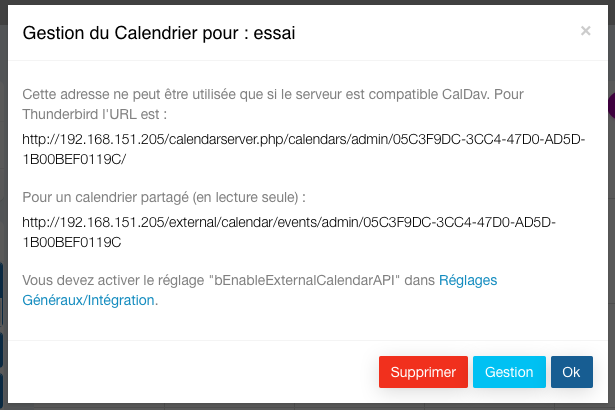 Gestion du Calendrier pour : essai
×
Cette adresse ne peut être utilisée que si le serveur est compatible CalDav. Pour
Thunderbird l'URL est :
http://192.168.151.205/calendarserver.php/calendars/admin/05C3F9DC-3CC4-47D0-AD5D-
1B00BEF0119C/
Pour un calendrier partagé (en lecture seule) :
http://192.168.151.205/external/calendar/events/admin/05C3F9DC-3CC4-47D0-AD5D-
1B00BEF0119C
Vous devez activer le réglage "bEnableExternalCalendarAPI" dans Réglages
Généraux/Intégration.
Supprimer Gestion Ok